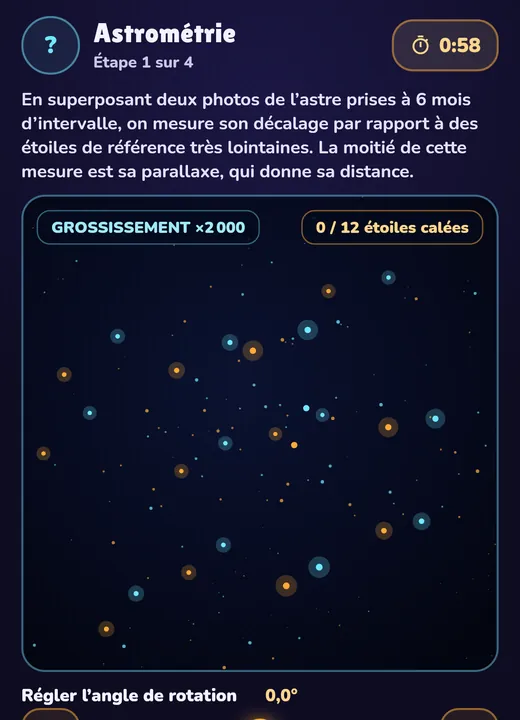 ?
Astrométrie
Étape 1 sur 4
0:58
En superposant deux photos de l’astre prises à 6 mois
d’intervalle, on mesure son décalage par rapport à des
étoiles de référence très lointaines. La moitié de cette
mesure est sa parallaxe, qui donne sa distance.
GROSSISSEMENT ×2 000
0 / 12 étoiles calées
Régler l’angle de rotation
0,0°